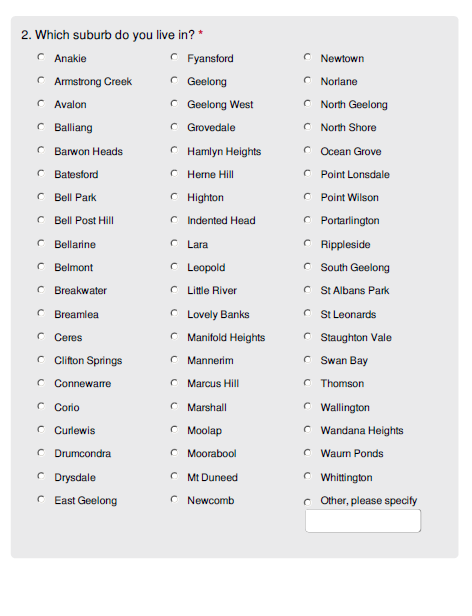 2. Which suburb do you live in? *
Anakie
Armstrong Creek
Avalon
Balliang
Barwon Heads
Batesford
Bell Park
Bell Post Hill
Bellarine
Belmont
Breakwater
Breamlea
Ceres
Clifton Springs
Connewarre
Corio
Curlewis
Drumcondra
Drysdale
East Geelong
Fyansford
Geelong
Geelong West
Grovedale
Hamlyn Heights
Herne Hill
Highton
Indented Head
Lara
Leopold
Little River
Lovely Banks
Manifold Heights
Mannerim
Marcus Hill
Marshall
Moolap
Moorabool
Mt Duneed
Newcomb
Newtown
Norlane
North Geelong
North Shore
Ocean Grove
Point Lonsdale
Point Wilson
Portarlington
Rippleside
South Geelong
St Albans Park
St Leonards
Staughton Vale
Swan Bay
Thomson
Wallington
Wandana Heights
Waurn Ponds
Whittington
Other, please specify